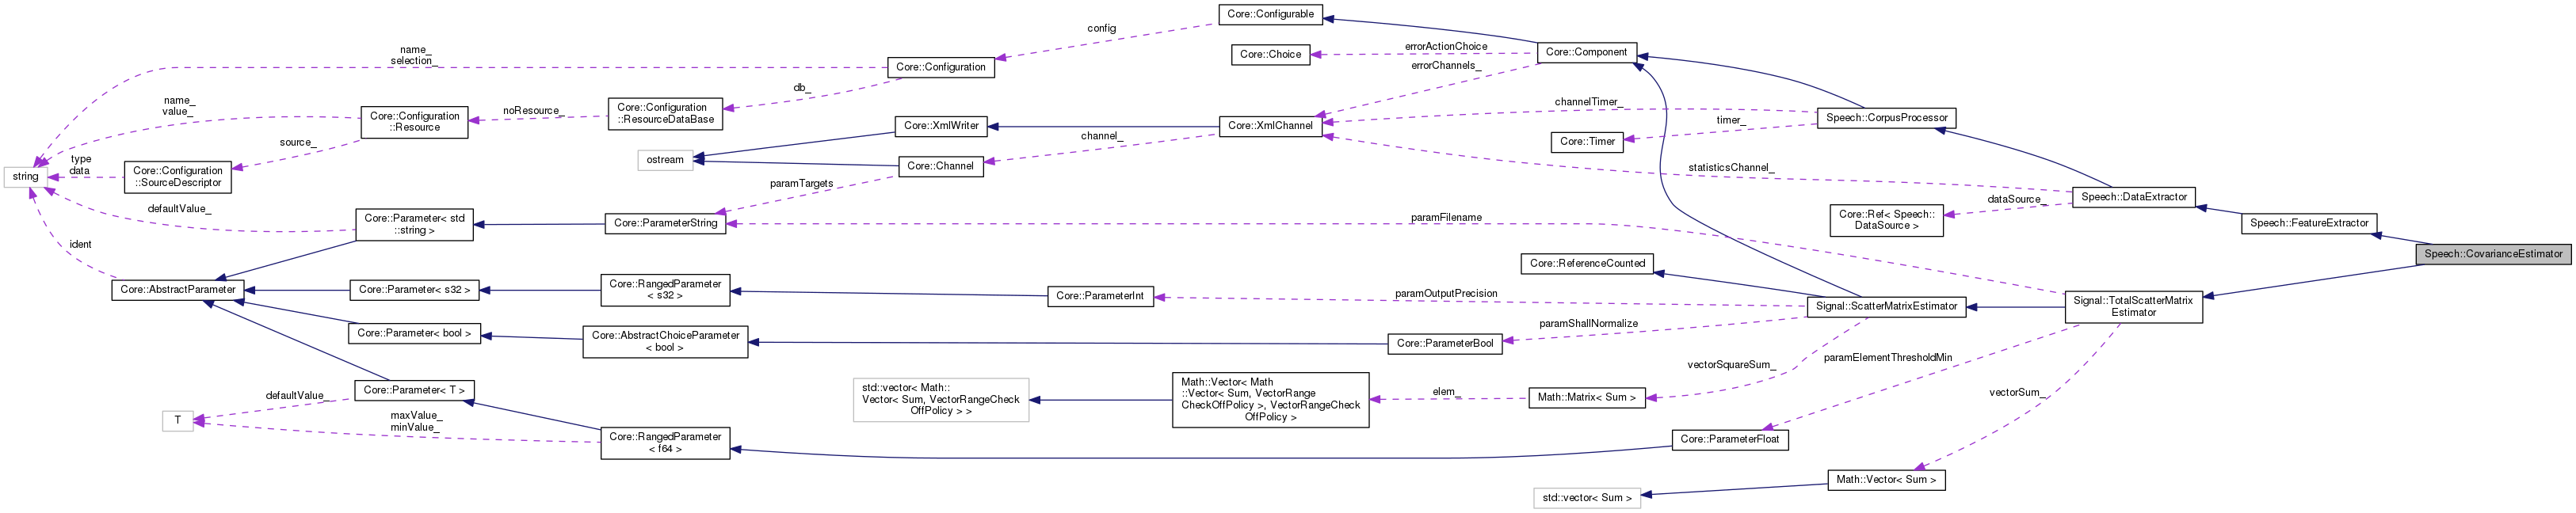 Core::Configurable
config
Core::Choice
errorActionChoice
Core::Component
name_
selection_
Core::Configuration
errorChannels_
db_
name_
value_
Core::Configuration
::Resource
noResource_
Core::Configuration
::ResourceDataBase
channelTimer_
Speech::CorpusProcessor
Core::XmlWriter
Core::XmlChannel
timer_
Core::Timer
source_
ostream
channel_
Core::Channel
string
type
data
Core::Configuration
::SourceDescriptor
paramTargets
statisticsChannel_
Speech::DataExtractor
dataSource_
defaultValue_
Core::Parameter< std
::string >
Core::ParameterString
paramFilename
Core::Ref< Speech::
DataSource >
Speech::FeatureExtractor
ident
Speech::CovarianceEstimator
Core::ReferenceCounted
Core::AbstractParameter
Core::Parameter< s32 >
Core::RangedParameter
< s32 >
Core::ParameterInt
paramOutputPrecision
Signal::ScatterMatrixEstimator
Signal::TotalScatterMatrix
Estimator
Core::Parameter< bool >
Core::AbstractChoiceParameter
< bool >
paramShallNormalize
Core::ParameterBool
vectorSquareSum_
paramElementThresholdMin
Core::Parameter< T >
std::vector< Math::
Vector< Sum, VectorRangeCheck
OffPolicy > >
Math::Vector< Math
::Vector< Sum, VectorRange
CheckOffPolicy >, VectorRangeCheck
OffPolicy >
elem_
Math::Matrix< Sum >
vectorSum_
defaultValue_
T
maxValue_
minValue_
Core::RangedParameter
< f64 >
Core::ParameterFloat
Math::Vector< Sum >
std::vector< Sum >